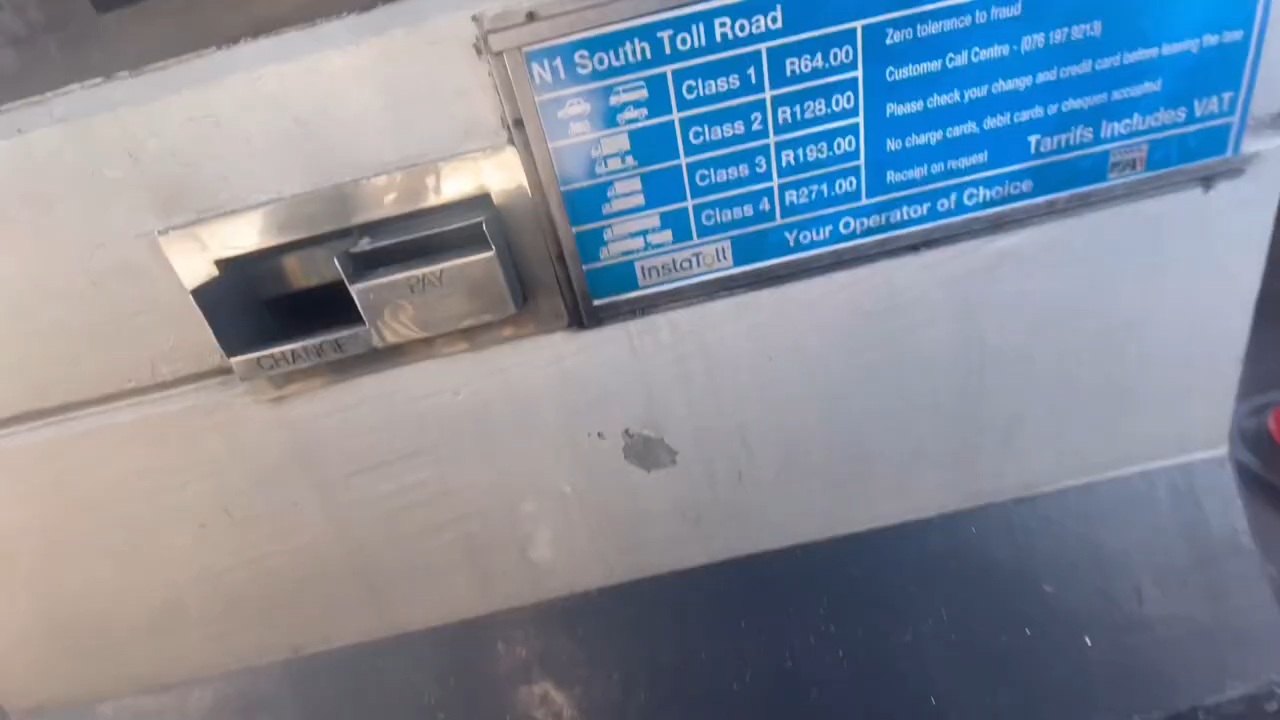 N1 South Toll Road
Class 1 R64.00
Class 2 R128.00
Class 3 R193.00
Class 4 R271.00
Zero tolerance to fraud
Customer Call Centre - (076 197 9213)
Please check your change and credit card before leaving the lane
No charge cards, debit cards or cheques accepted
Receipt on request
Tarrifs Includes VAT
InstaToll
Your Operator of Choice
PAY
CHANGE